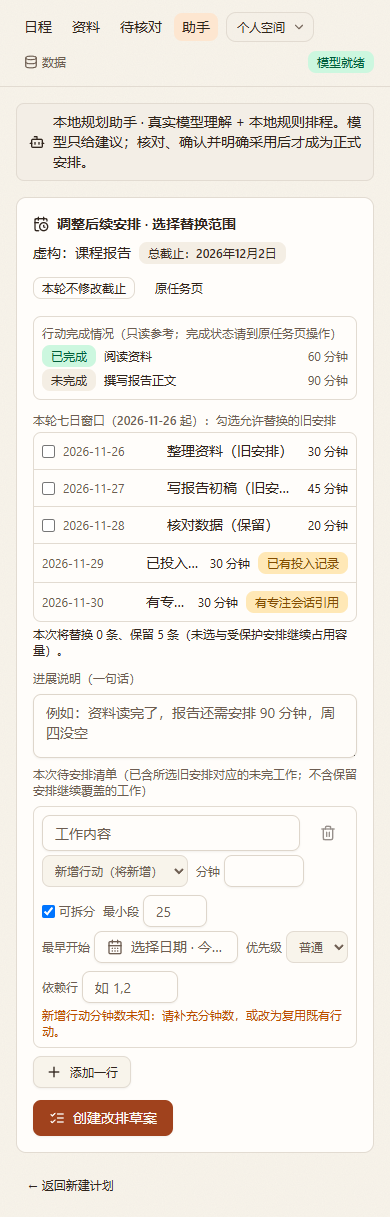 日程 资料 待核对 助手 个人空间
数据 模型就绪
本地规划助手 · 真实模型理解 + 本地规则排程。模
型只给建议；核对、确认并明确采用后才成为正式
安排。
调整后续安排 · 选择替换范围
虚构：课程报告 总截止：2026年12月2日
本轮不修改截止 原任务页
行动完成情况（只读参考；完成状态请到原任务页操作）
已完成 阅读资料 60 分钟
未完成 撰写报告正文 90 分钟
本轮七日窗口（2026-11-26 起）：勾选允许替换的旧安排
2026-11-26 整理资料（旧安排） 30 分钟
2026-11-27 写报告初稿（旧安... 45 分钟
2026-11-28 核对数据（保留） 20 分钟
2026-11-29 已投入... 30 分钟 已有投入记录
2026-11-30 有专... 30 分钟 有专注会话引用
本次将替换 0 条、保留 5 条（未选与受保护安排继续占用容
量）。
进展说明（一句话）
例如：资料读完了，报告还需安排 90 分钟，周
四没空
本次待安排清单（已含所选旧安排对应的未完工作；不含保留
安排继续覆盖的工作）
工作内容
新增行动（将新增） 分钟
可拆分 最小段 25
最早开始 选择日期 · 今... 优先级 普通
依赖行 如 1,2
新增行动分钟数未知：请补充分钟数，或改为复用既有行
动。
添加一行
创建改排草案
← 返回新建计划